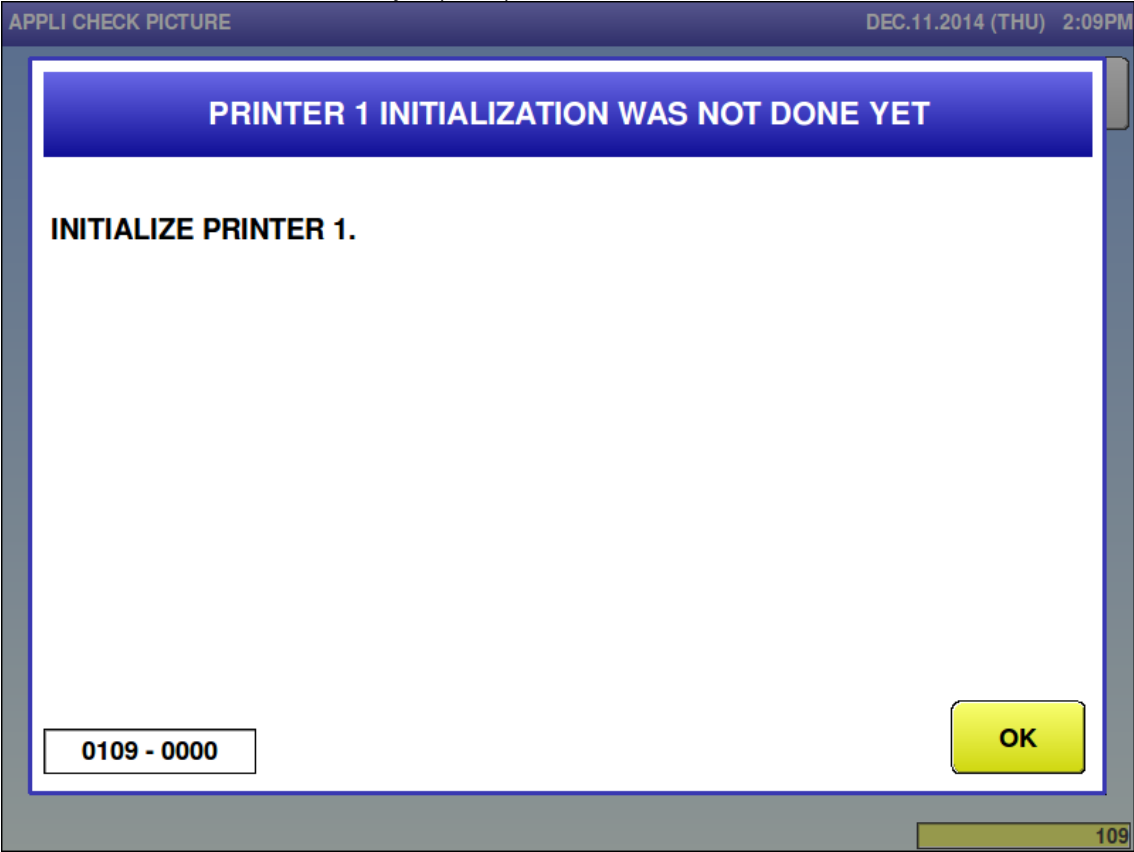 APPLI CHECK PICTURE DEC.11.2014 (THU) 2:09PM
PRINTER 1 INITIALIZATION WAS NOT DONE YET
INITIALIZE PRINTER 1.
0109 - 0000
OK
109